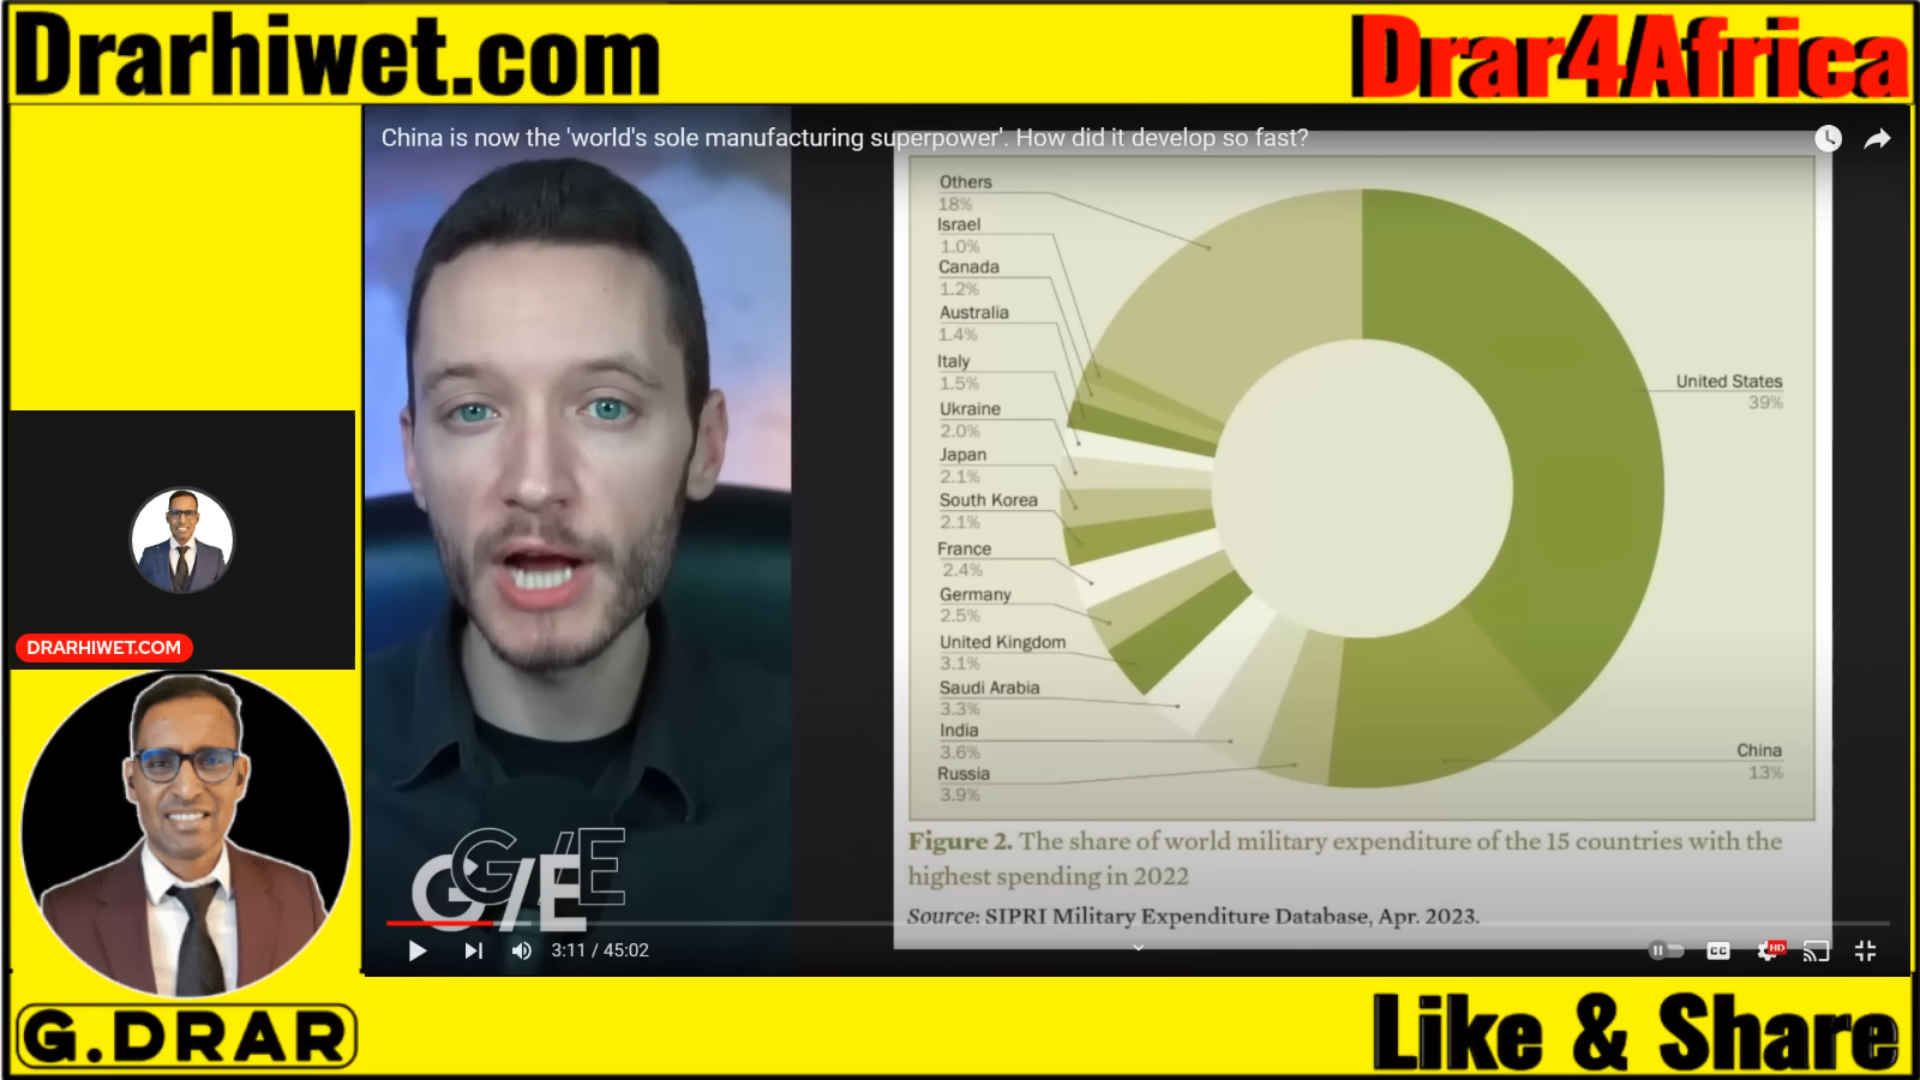 Drarhiwet.com
Drar4Africa
China is now the 'world's sole manufacturing superpower'. How did it develop so fast?
Others
18%
Israel
1.0%
Canada
1.2%
Australia
1.4%
Italy
1.5%
Ukraine
2.0%
Japan
2.1%
South Korea
2.1%
France
2.4%
Germany
2.5%
United Kingdom
3.1%
Saudi Arabia
3.3%
India
3.6%
Russia
3.9%
United States
39%
China
13%
Figure 2. The share of world military expenditure of the 15 countries with the
highest spending in 2022
Source: SIPRI Military Expenditure Database, Apr. 2023.
G/E
G/E
3:11 / 45:02
CC
HD
DRARHIWET.COM
G.DRAR
Like & Share